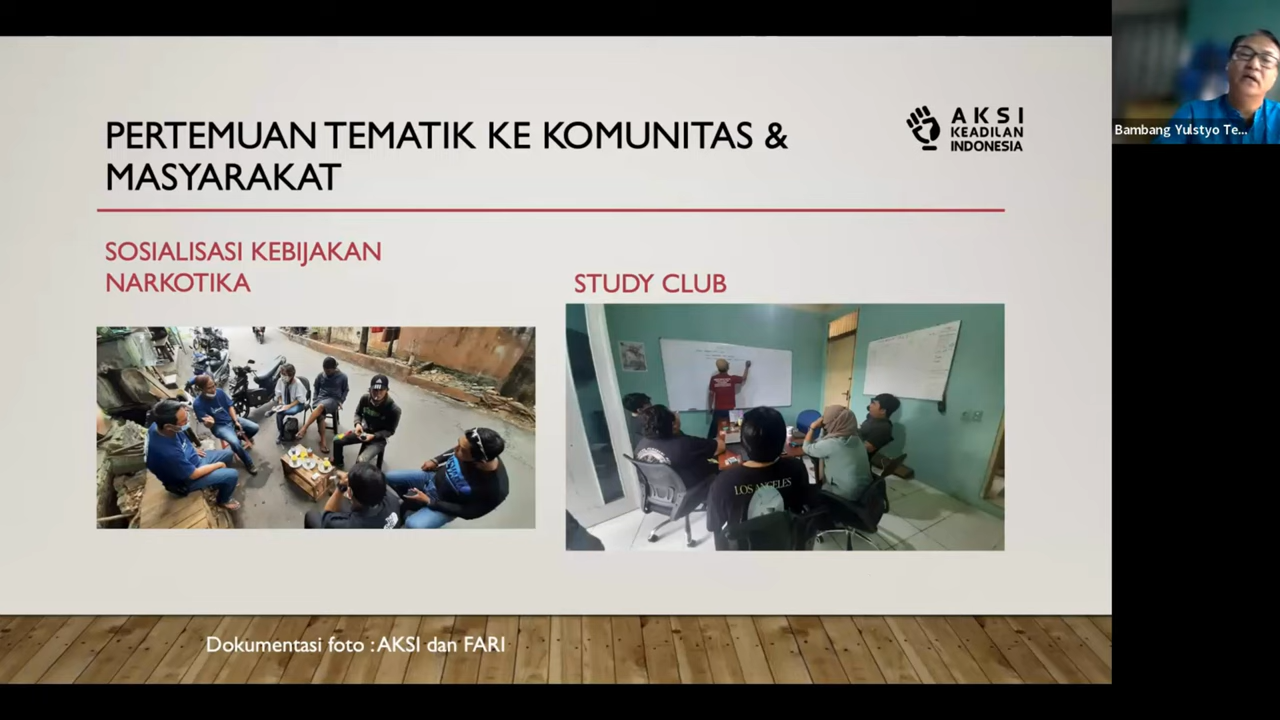 PERTEMUAN TEMATIK KE KOMUNITAS &
MASYARAKAT
AKSI
KEADILAN
INDONESIA
Bambang Yulstyo Te...
SOSIALISASI KEBIJAKAN
NARKOTIKA
STUDY CLUB
LOS ANGELES
Dokumentasi foto : AKSI dan FARI